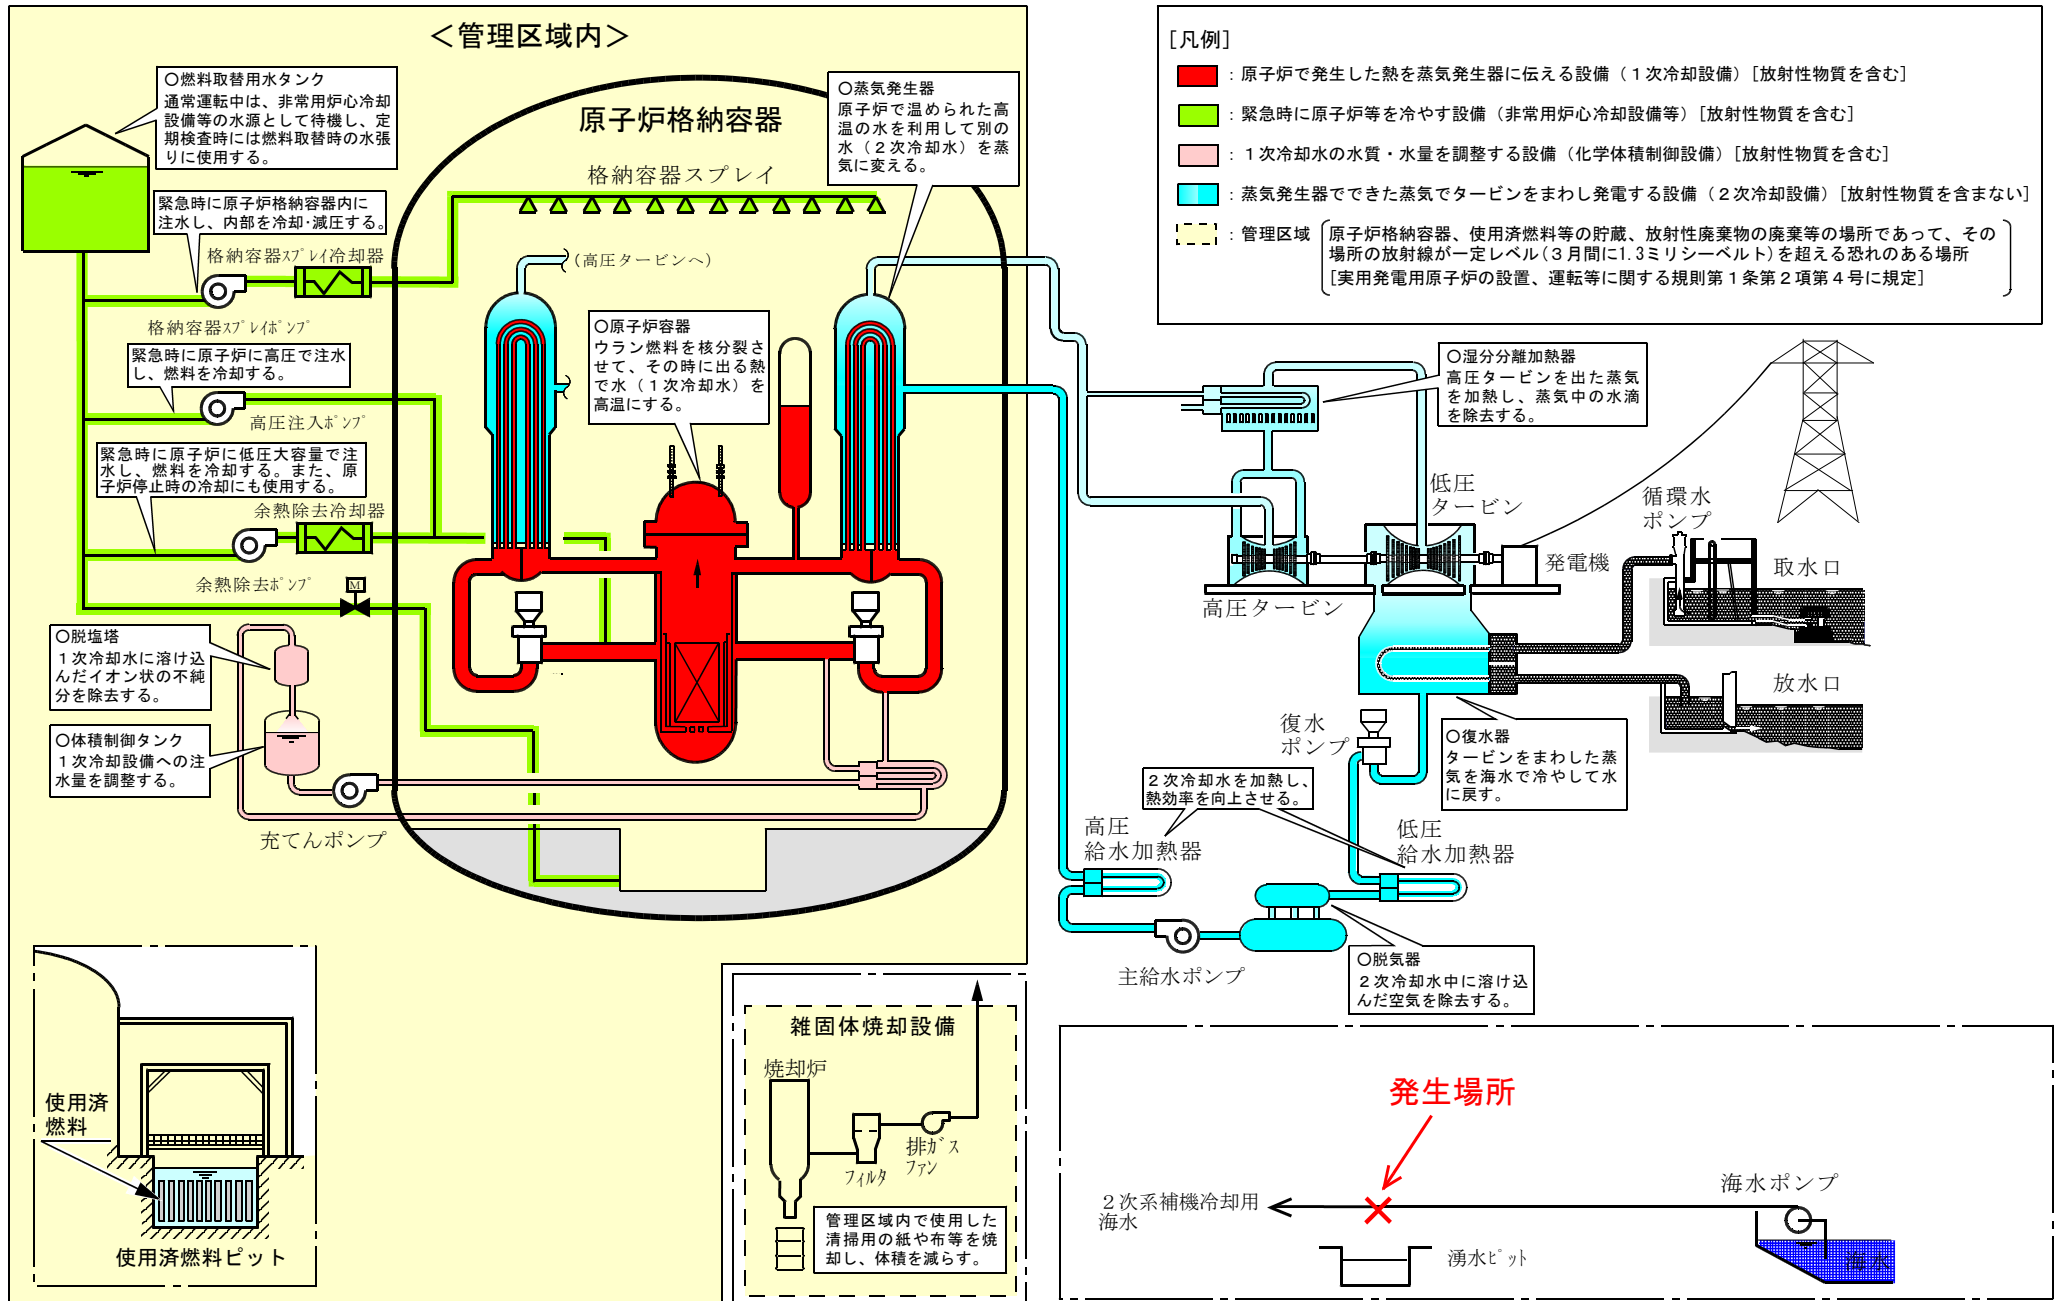 ＜管理区域内＞
○燃料取替用水タンク
通常運転中は、非常用炉心冷却
設備等の水源として待機し、定
期検査時には燃料取替時の水張
りに使用する。
原子炉格納容器
○蒸気発生器
原子炉で温められた高
温の水を利用して別の
水（２次冷却水）を蒸
気に変える。
格納容器スプレイ
緊急時に原子炉格納容器内に
注水し、内部を冷却･減圧する。
格納容器ｽﾌﾟﾚｲ冷却器
(高圧タービンへ)
格納容器ｽﾌﾟﾚｲﾎﾟﾝﾌﾟ
○原子炉容器
ウラン燃料を核分裂さ
せて、その時に出る熱
で水（１次冷却水）を
高温にする。
緊急時に原子炉に高圧で注水
し、燃料を冷却する。
高圧注入ﾎﾟﾝﾌﾟ
緊急時に原子炉に低圧大容量で注
水し、燃料を冷却する。また、原
子炉停止時の冷却にも使用する。
余熱除去冷却器
余熱除去ﾎﾟﾝﾌﾟ
M
○脱塩塔
１次冷却水に溶け込
んだイオン状の不純
分を除去する。
○体積制御タンク
１次冷却設備への注
水量を調整する。
充てんポンプ
［凡例］
：原子炉で発生した熱を蒸気発生器に伝える設備（１次冷却設備）［放射性物質を含む］
：緊急時に原子炉等を冷やす設備（非常用炉心冷却設備等）［放射性物質を含む］
：１次冷却水の水質・水量を調整する設備（化学体積制御設備）［放射性物質を含む］
：蒸気発生器でできた蒸気でタービンをまわし発電する設備（２次冷却設備）［放射性物質を含まない］
：管理区域
原子炉格納容器、使用済燃料等の貯蔵、放射性廃棄物の廃棄等の場所であって、その
場所の放射線が一定レベル(３月間に1.3ミリシーベルト)を超える恐れのある場所
［実用発電用原子炉の設置、運転等に関する規則第１条第２項第４号に規定］
○湿分分離加熱器
高圧タービンを出た蒸気
を加熱し、蒸気中の水滴
を除去する。
低圧
タービン
循環水
ポンプ
発電機
取水口
高圧タービン
放水口
復水
ポンプ
○復水器
タービンをまわした蒸
気を海水で冷やして水
に戻す。
２次冷却水を加熱し、
熱効率を向上させる。
高圧
給水加熱器
低圧
給水加熱器
主給水ポンプ
○脱気器
２次冷却水中に溶け込
んだ空気を除去する。
使用済
燃料
使用済燃料ピット
雑固体焼却設備
焼却炉
ﾌｨﾙﾀ
排ｶﾞｽ
ﾌｧﾝ
管理区域内で使用した
清掃用の紙や布等を焼
却し、体積を減らす。
発生場所
２次系補機冷却用
海水
海水ポンプ
湧水ﾋﾟｯﾄ
海水